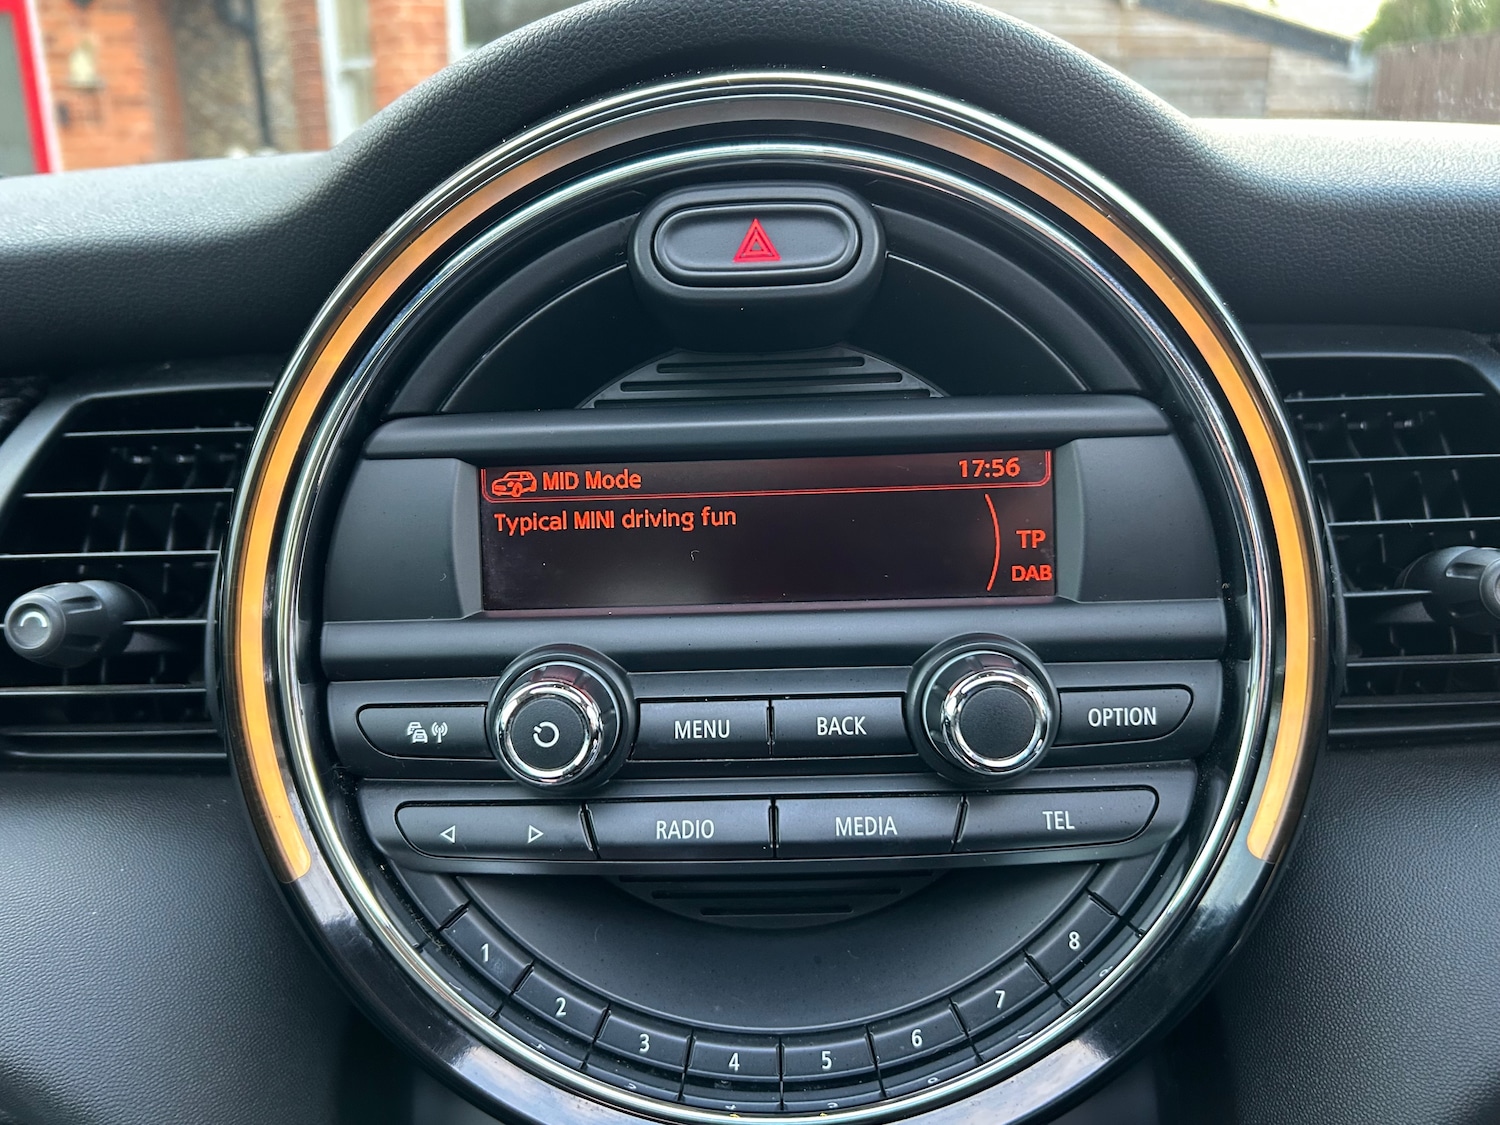 MID Mode 17:56
Typical MINI driving fun
TP
DAB
MENU BACK OPTION
RADIO MEDIA TEL
1 2 3 4 5 6 7 8